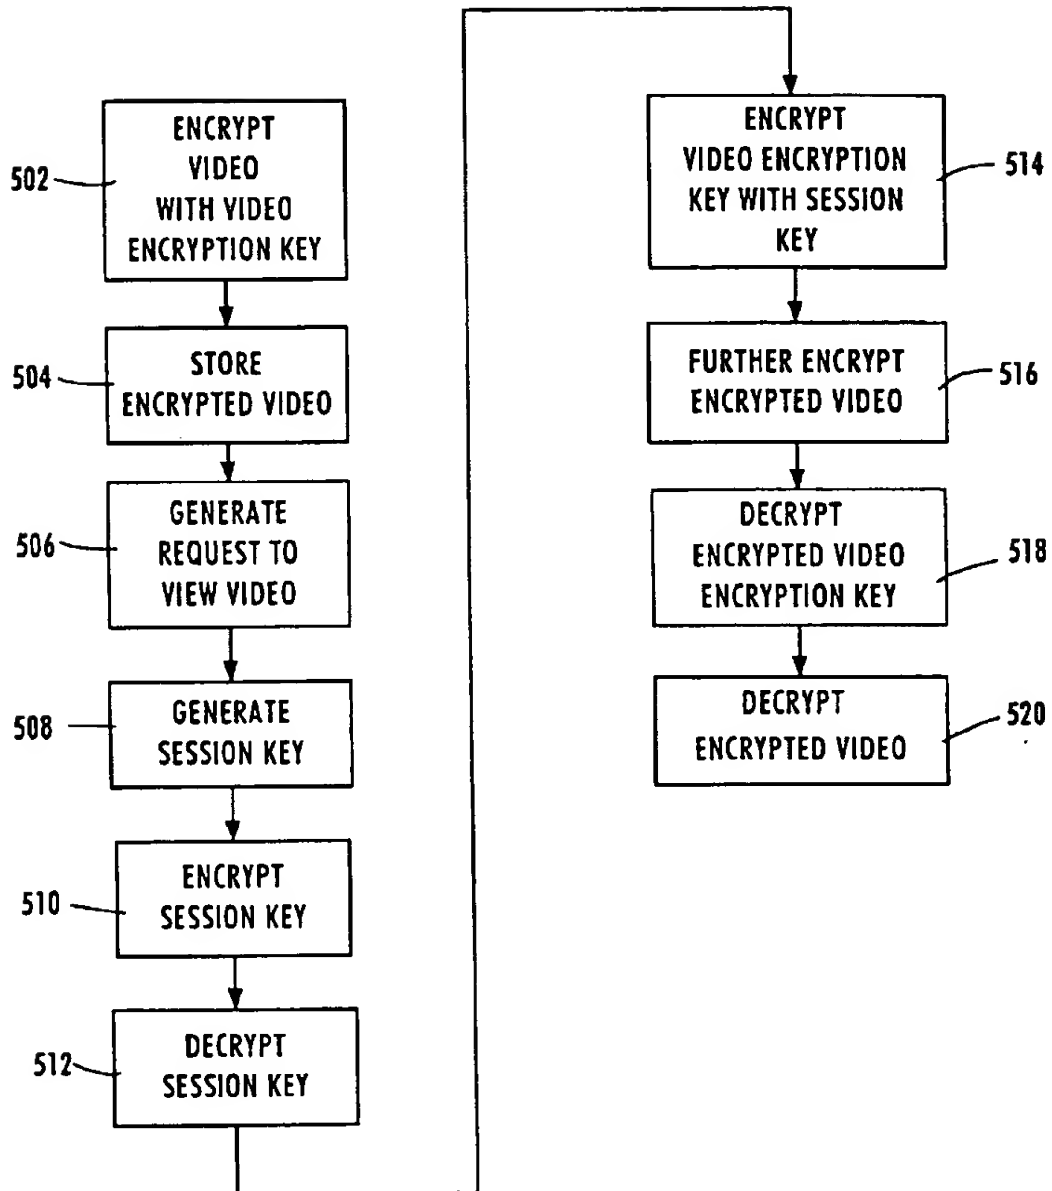 502
ENCRYPT
VIDEO
WITH VIDEO
ENCRYPTION KEY
504
STORE
ENCRYPTED VIDEO
506
GENERATE
REQUEST TO
VIEW VIDEO
508
GENERATE
SESSION KEY
510
ENCRYPT
SESSION KEY
512
DECRYPT
SESSION KEY
ENCRYPT
VIDEO ENCRYPTION
KEY WITH SESSION
KEY
514
FURTHER ENCRYPT
ENCRYPTED VIDEO
516
DECRYPT
ENCRYPTED VIDEO
ENCRYPTION KEY
518
DECRYPT
ENCRYPTED VIDEO
520